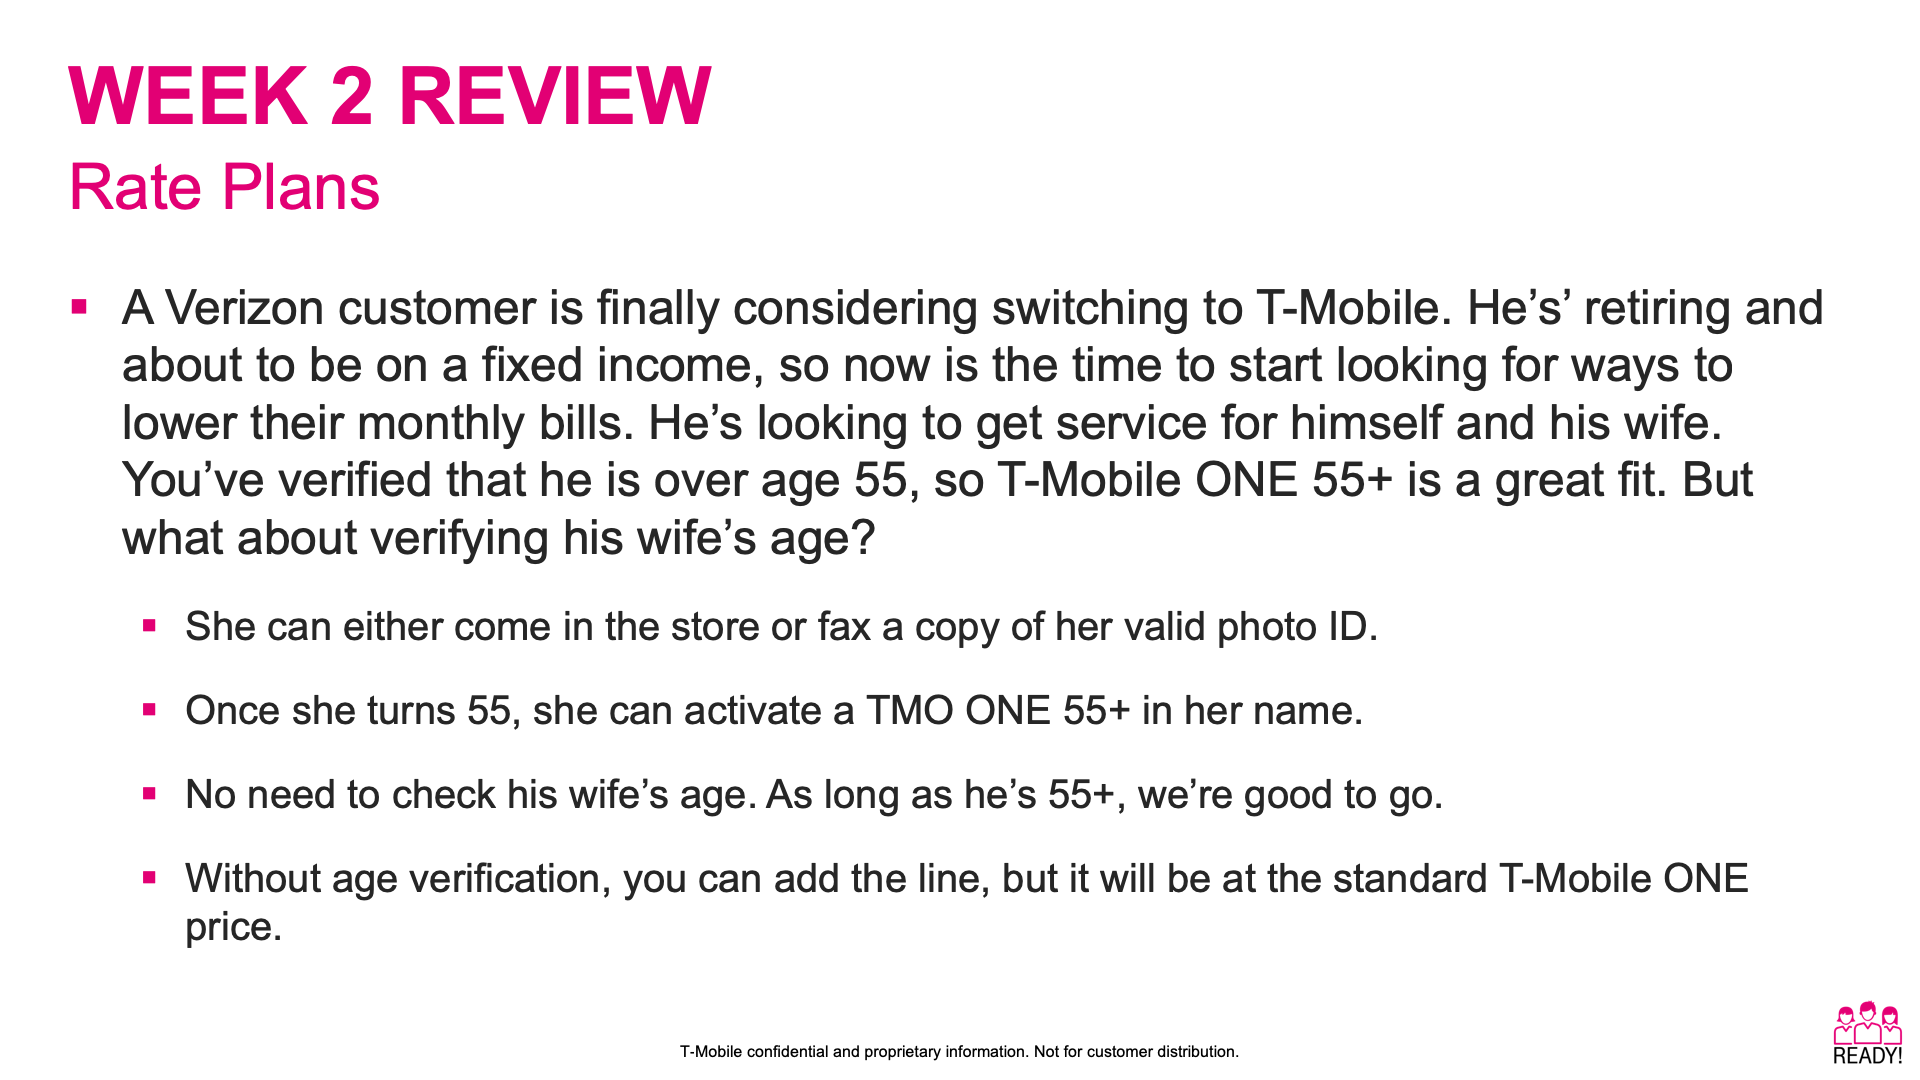 WEEK 2 REVIEW
Rate Plans
▪ A Verizon customer is finally considering switching to T-Mobile. He’s’ retiring and
about to be on a fixed income, so now is the time to start looking for ways to
lower their monthly bills. He’s looking to get service for himself and his wife.
You’ve verified that he is over age 55, so T-Mobile ONE 55+ is a great fit. But
what about verifying his wife’s age?
▪ She can either come in the store or fax a copy of her valid photo ID.
▪ Once she turns 55, she can activate a TMO ONE 55+ in her name.
▪ No need to check his wife’s age. As long as he’s 55+, we’re good to go.
▪ Without age verification, you can add the line, but it will be at the standard T-Mobile ONE
price.
T-Mobile confidential and proprietary information. Not for customer distribution.
READY!